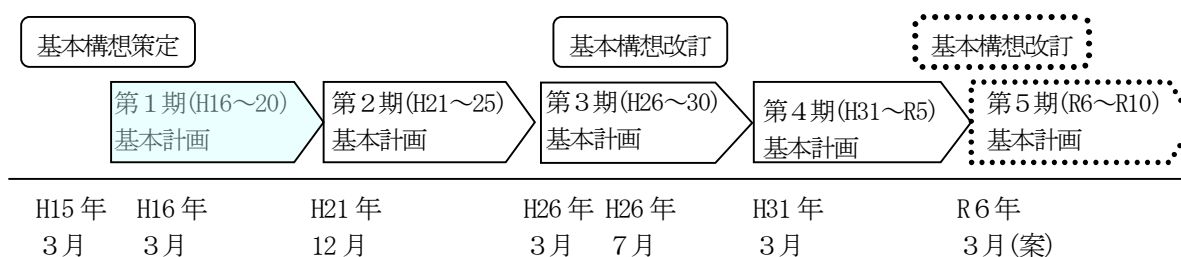 基本構想策定
基本構想改訂
基本構想改訂
第１期(H16～20)
基本計画
第２期(H21～25)
基本計画
第３期(H26～30)
基本計画
第４期(H31～R5)
基本計画
第５期(R6～R10)
基本計画
H15年 H16年 H21年 H26年 H26年 H31年 R６年
３月 ３月 12月 ３月 ７月 ３月 ３月(案)